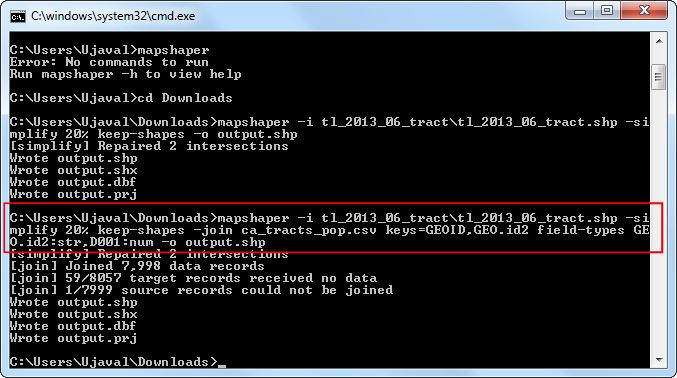 C:\windows\system32\cmd.exe
C:\Users\Ujaval>mapshaper
Error: No commands to run
Run mapshaper -h to view help
C:\Users\Ujaval>cd Downloads
C:\Users\Ujaval\Downloads>mapshaper -i tl_2013_06_tract\tl_2013_06_tract.shp -si
mplify 20% keep-shapes -o output.shp
[simplify] Repaired 2 intersections
Wrote output.shp
Wrote output.shx
Wrote output.dbf
Wrote output.prj
C:\Users\Ujaval\Downloads>mapshaper -i tl_2013_06_tract\tl_2013_06_tract.shp -si
mplify 20% keep-shapes -join ca_tracts_pop.csv keys=GEOID,GEO.id2 field-types GE
O.id2:str,D001:num -o output.shp
[simplify] Repaired 2 intersections
[join] Joined 7,998 data records
[join] 59/8057 target records received no data
[join] 1/7999 source records could not be joined
Wrote output.shp
Wrote output.shx
Wrote output.dbf
Wrote output.prj
C:\Users\Ujaval\Downloads>_